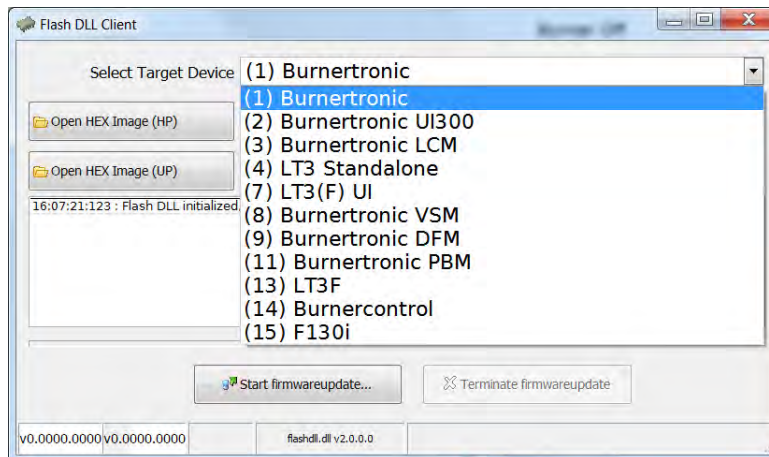 Flash DLL Client
Burner Off
Select Target Device (1) Burnertronic
(1) Burnertronic
Open HEX Image (HP)
(2) Burnertronic UI300
(3) Burnertronic LCM
(4) LT3 Standalone
Open HEX Image (UP)
(7) LT3(F) UI
16:07:21:123 : Flash DLL initialized.
(8) Burnertronic VSM
(9) Burnertronic DFM
(11) Burnertronic PBM
(13) LT3F
(14) Burnercontrol
(15) F130i
Start firmwareupdate... Terminate firmwareupdate
v0.0000.0000 v0.0000.0000 flashdll.dll v2.0.0.0